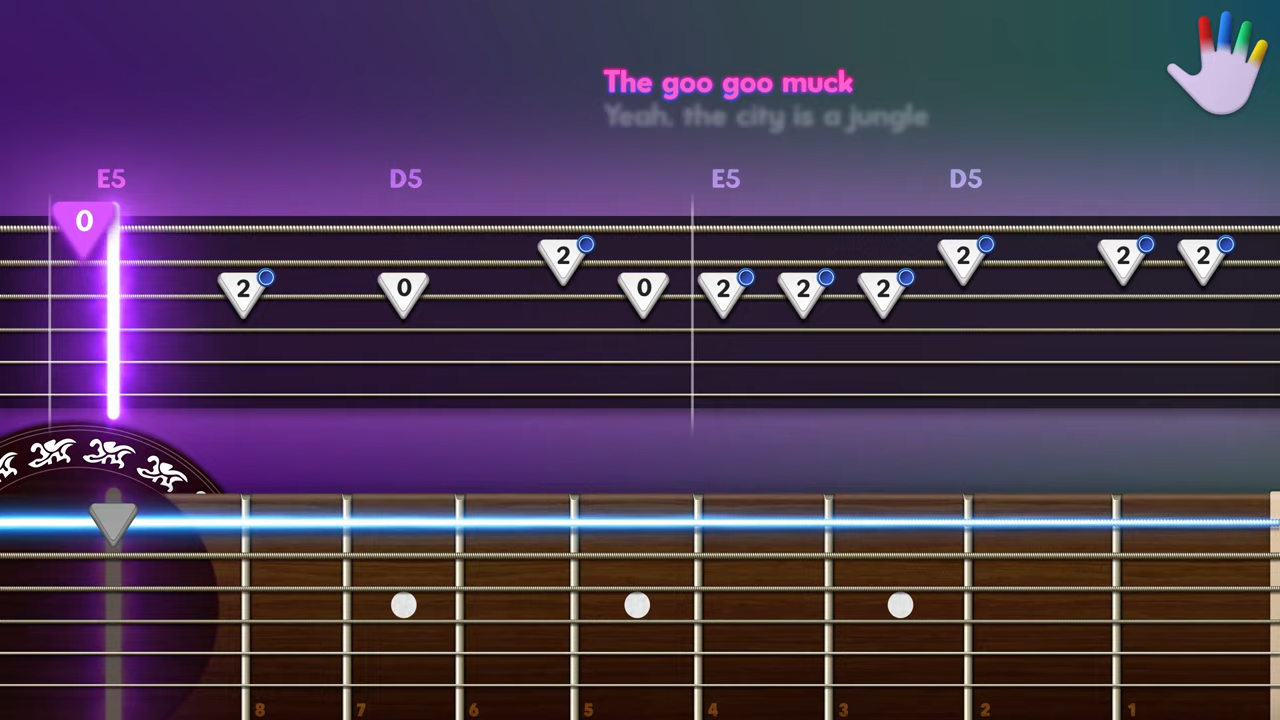 The goo goo muck
Yeah. the city is a jungle
E5 D5 E5 D5
0
2 2 2
2 0 0 2 2 2
8 7 6 5 4 3 2 1